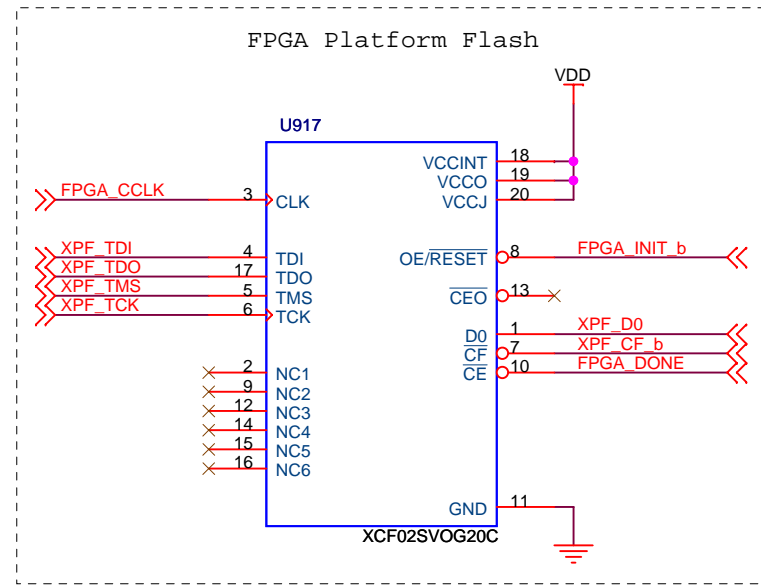 FPGA Platform Flash
VDD
U917
FPGA_CCLK 3 CLK
XPF_TDI 4 TDI
XPF_TDO 17 TDO
XPF_TMS 5 TMS
XPF_TCK 6 TCK
2 NC1
9 NC2
12 NC3
14 NC4
15 NC5
16 NC6
VCCINT 18
VCCO 19
VCCJ 20
OE/RESET 8 FPGA_INIT_b
CEO 13
D0 1 XPF_D0
CF 7 XPF_CF_b
CE 10 FPGA_DONE
GND 11
XCF02SVOG20C